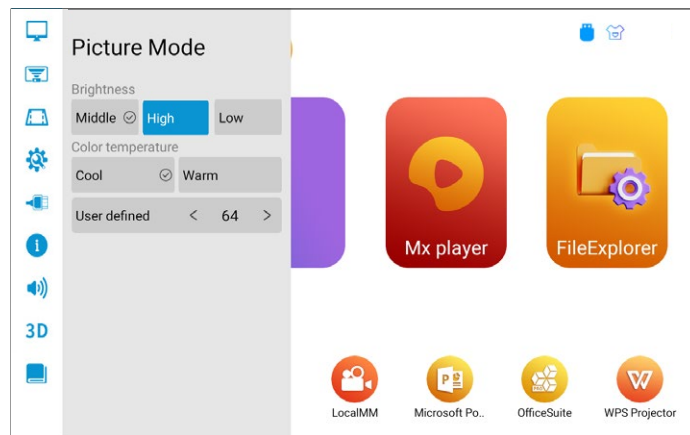 Picture Mode
Brightness
Middle High Low
Color temperature
Cool Warm
User defined < 64 >
3D
Mx player
FileExplorer
LocalMM
Microsoft Po..
OfficeSuite
WPS Projector